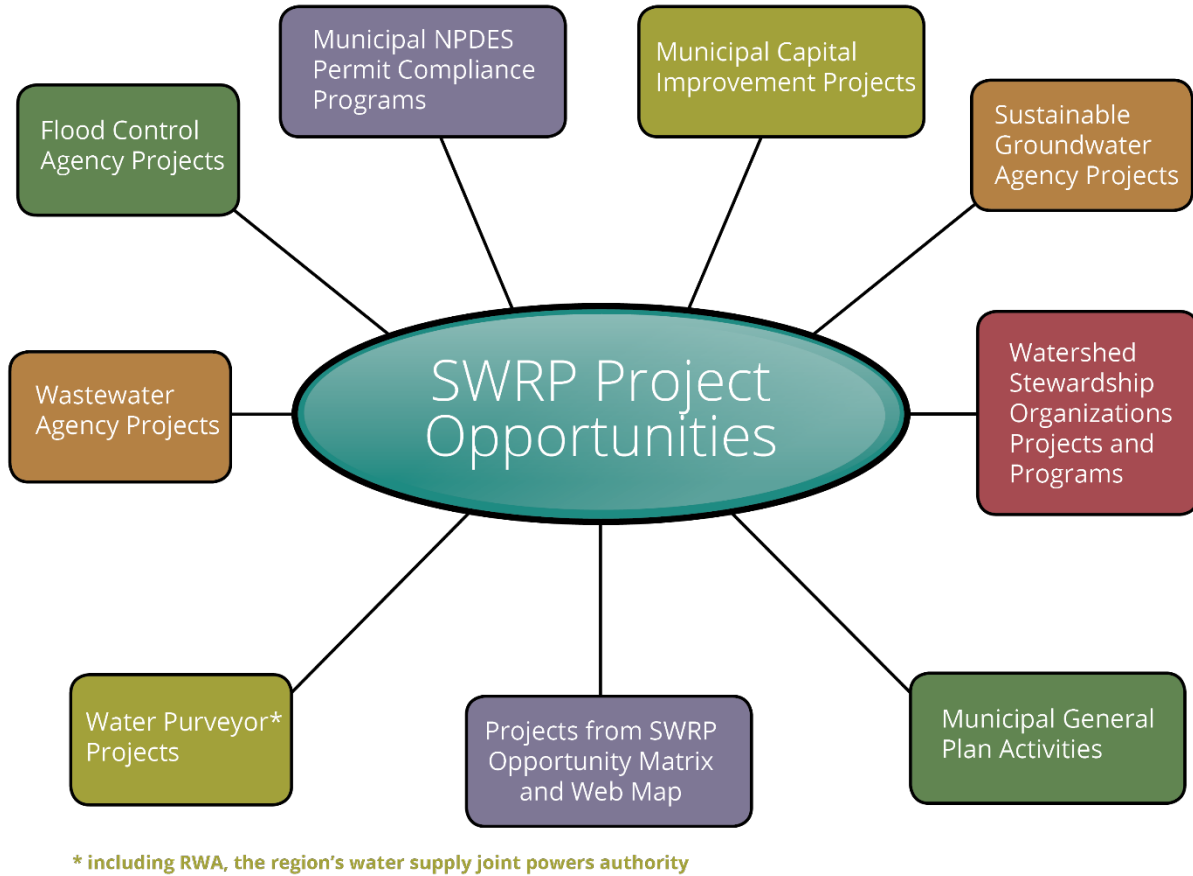 Municipal NPDES
Permit Compliance
Programs
Municipal Capital
Improvement Projects
Flood Control
Agency Projects
Sustainable
Groundwater
Agency Projects
SWRP Project
Opportunities
Wastewater
Agency Projects
Watershed
Stewardship
Organizations
Projects and
Programs
Water Purveyor*
Projects
Projects from SWRP
Opportunity Matrix
and Web Map
Municipal General
Plan Activities
* including RWA, the region's water supply joint powers authority